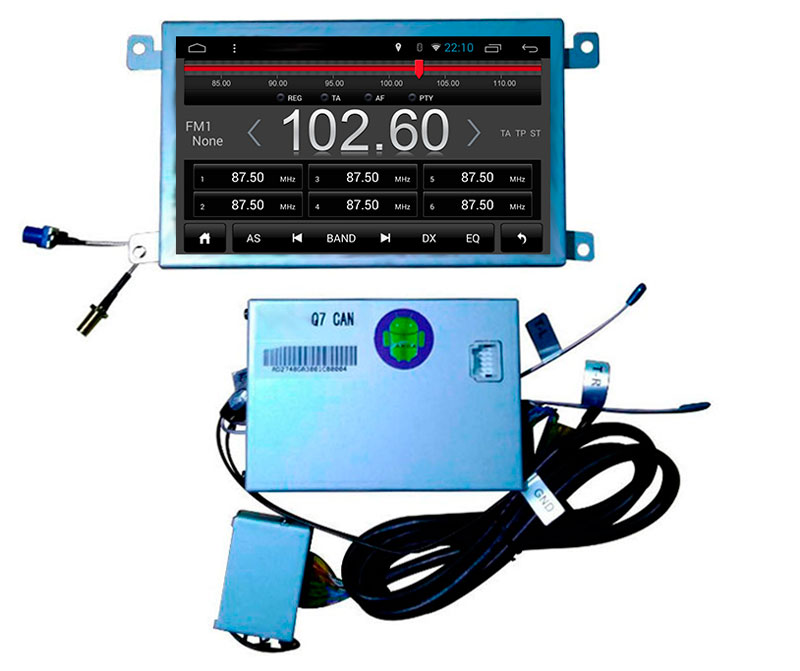 22:10
85.00 90.00 95.00 100.00 105.00 110.00
REG TA AF PTY
FM1
None
102.60
TA TP ST
1 87.50 MHz 3 87.50 MHz 5 87.50 MHz
2 87.50 MHz 4 87.50 MHz 6 87.50 MHz
AS BAND DX EQ
Q7 CAN
T-R
GND